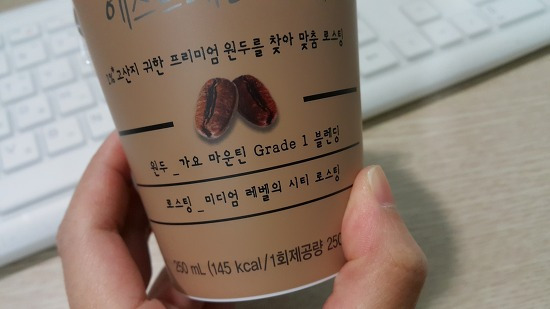 1%* 고산지 귀한 프리미엄 원두를 찾아 맞춤 로스팅
원두 _가요 마운틴 Grade 1 블렌딩
로스팅 _미디엄 레벨의 시티 로스팅
250 mL (145 kcal/1회제공량 250